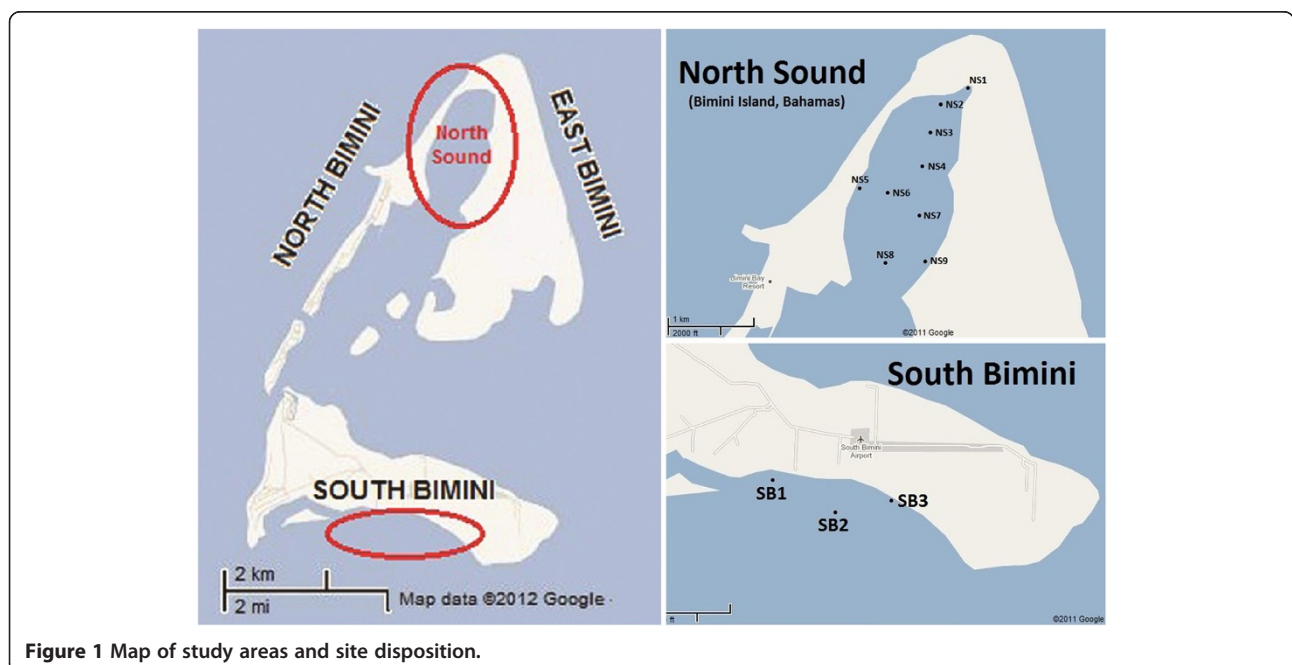 North
Sound
NORTH BIMINI
EAST BIMINI
SOUTH BIMINI
2 km
2 mi
Map data ©2012 Google
North Sound
(Bimini Island, Bahamas)
NS1
NS2
NS3
NS4
NS5
NS6
NS7
NS8
NS9
Bimini Bay
Resort
1 km
2000 ft
©2011 Google
South Bimini
South Bimini
Airport
SB1
SB2
SB3
ft
©2011 Google
Figure 1 Map of study areas and site disposition.